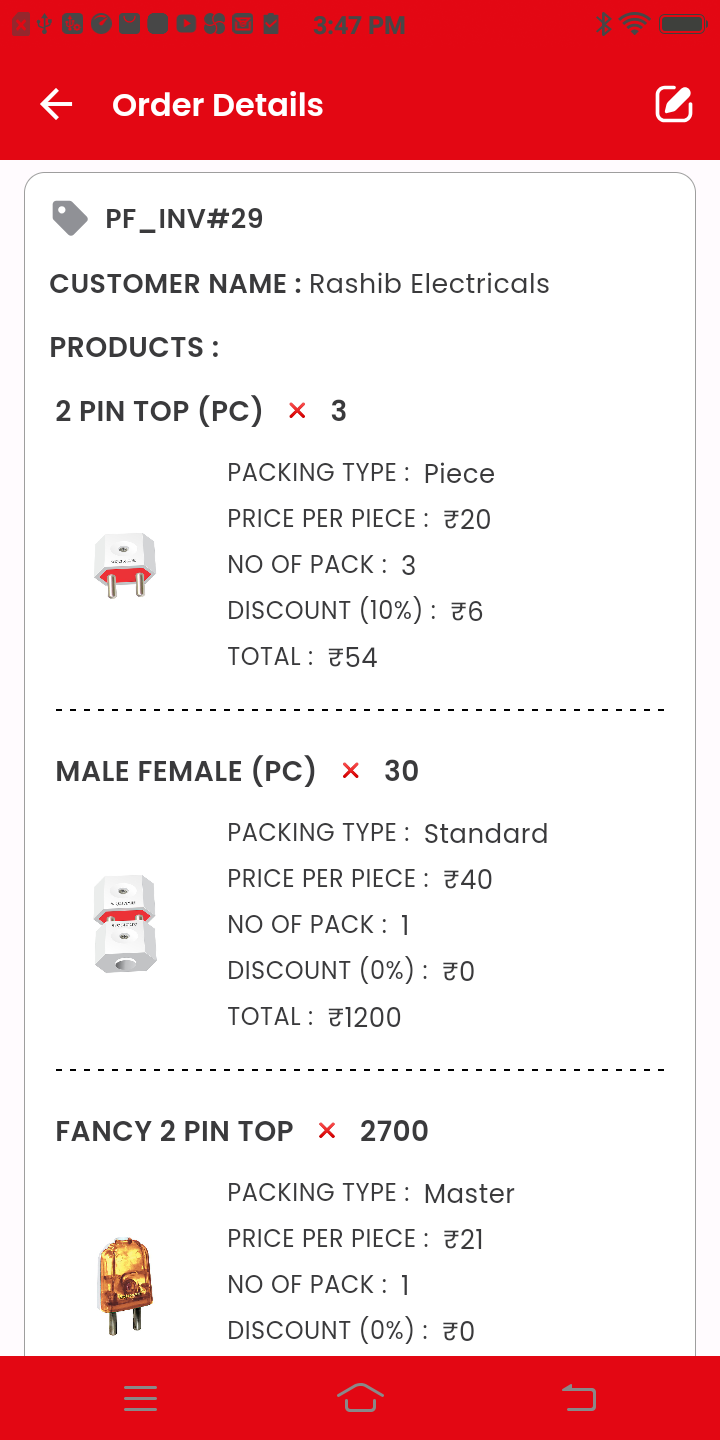 3:47 PM
Order Details
PF_INV#29
CUSTOMER NAME : Rashib Electricals
PRODUCTS :
2 PIN TOP (PC) × 3
PACKING TYPE : Piece
PRICE PER PIECE : ₹20
NO OF PACK : 3
DISCOUNT (10%) : ₹6
TOTAL : ₹54
MALE FEMALE (PC) × 30
PACKING TYPE : Standard
PRICE PER PIECE : ₹40
NO OF PACK : 1
DISCOUNT (0%) : ₹0
TOTAL : ₹1200
FANCY 2 PIN TOP × 2700
PACKING TYPE : Master
PRICE PER PIECE : ₹21
NO OF PACK : 1
DISCOUNT (0%) : ₹0